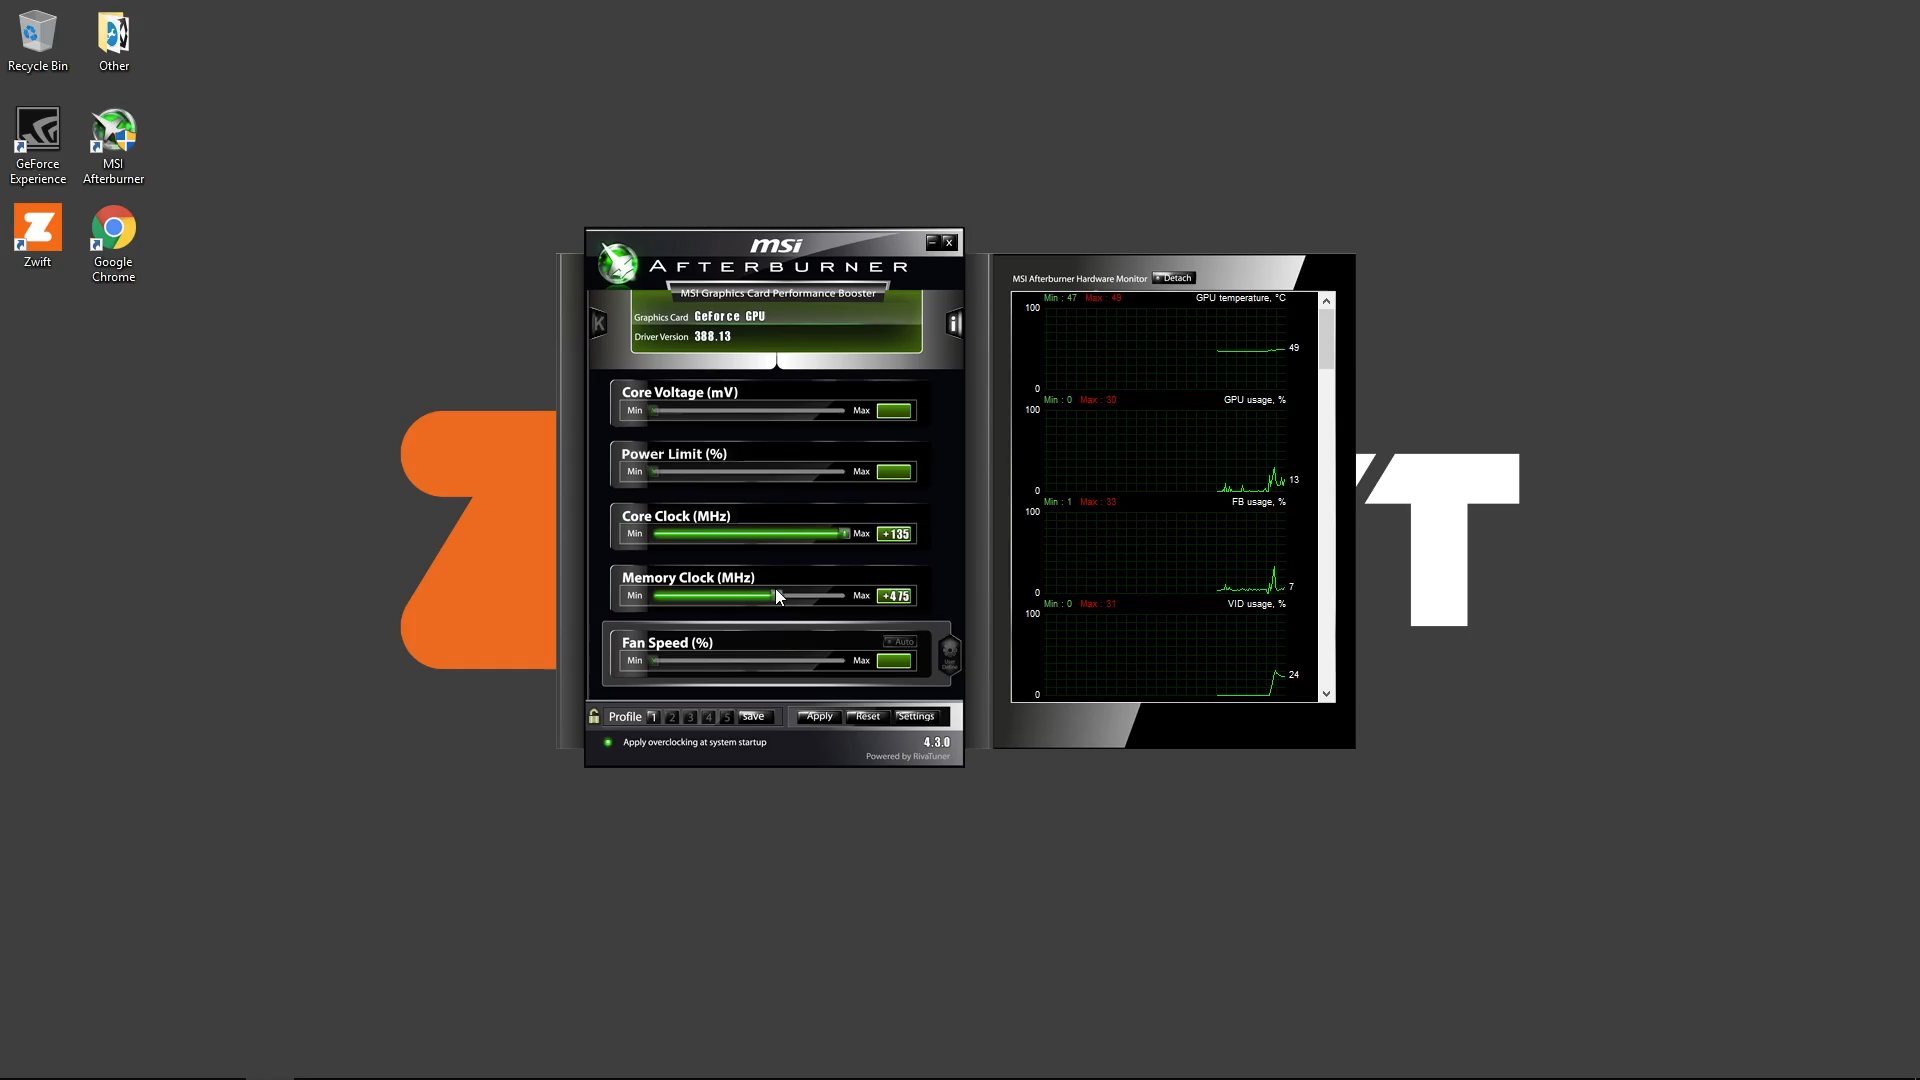 Recycle Bin
Other
GeForce
Experience
MSI
Afterburner
Zwift
Google
Chrome
msi
AFTERBURNER
MSI Graphics Card Performance Booster
K
i
Graphics Card GeForce GPU
Driver Version 388.13
Core Voltage (mV)
Min Max
Power Limit (%)
Min Max
Core Clock (MHz)
Min Max +135
Memory Clock (MHz)
Min Max +475
Fan Speed (%)
Auto
Min Max
User
Define
Profile 1 2 3 4 5 Save
Apply Reset Settings
Apply overclocking at system startup
4.3.0
Powered by RivaTuner
MSI Afterburner Hardware Monitor Detach
Min : 47 Max : 49 GPU temperature, °C
100
49
0
Min : 0 Max : 30 GPU usage, %
100
13
0
Min : 1 Max : 33 FB usage, %
100
7
0
Min : 0 Max : 31 VID usage, %
100
24
0